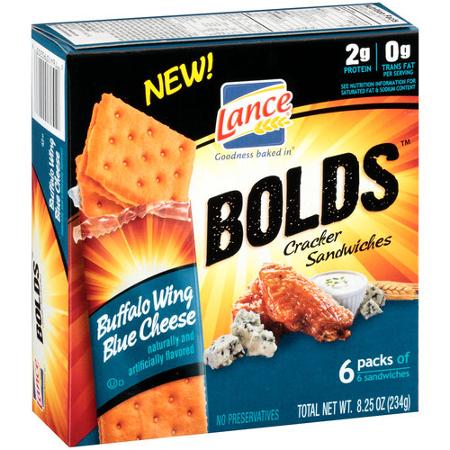 NEW!
Lance
Goodness baked in®
2g
PROTEIN
0g
TRANS FAT
PER SERVING
SEE NUTRITION INFORMATION FOR
SATURATED FAT & SODIUM CONTENT
BOLDS™
Cracker
Sandwiches
Buffalo Wing
Blue Cheese
naturally and
artificially flavored
6 packs of
6 sandwiches
NO PRESERVATIVES
TOTAL NET WT. 8.25 OZ (234g)
Buffalo Wing
Blue Cheese
BOLDS
Lance